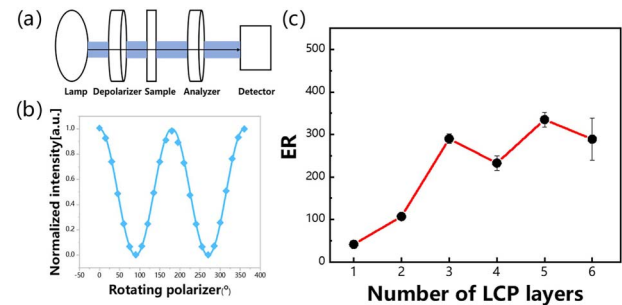 (a)
Lamp Depolarizer Sample Analyzer Detector
(b)
Normalized intensity[a.u.]
1.0
0.8
0.6
0.4
0.2
0.0
-50 0 50 100 150 200 250 300 350 400
Rotating polarizer(°)
(c)
ER
500
400
300
200
100
0
1 2 3 4 5 6
Number of LCP layers